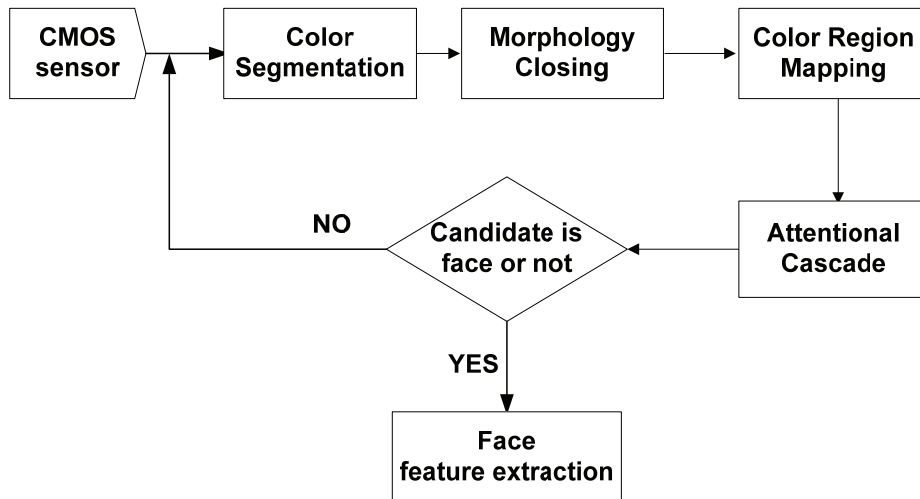 CMOS
sensor
Color
Segmentation
Morphology
Closing
Color Region
Mapping
Attentional
Cascade
Candidate is
face or not
NO
YES
Face
feature extraction